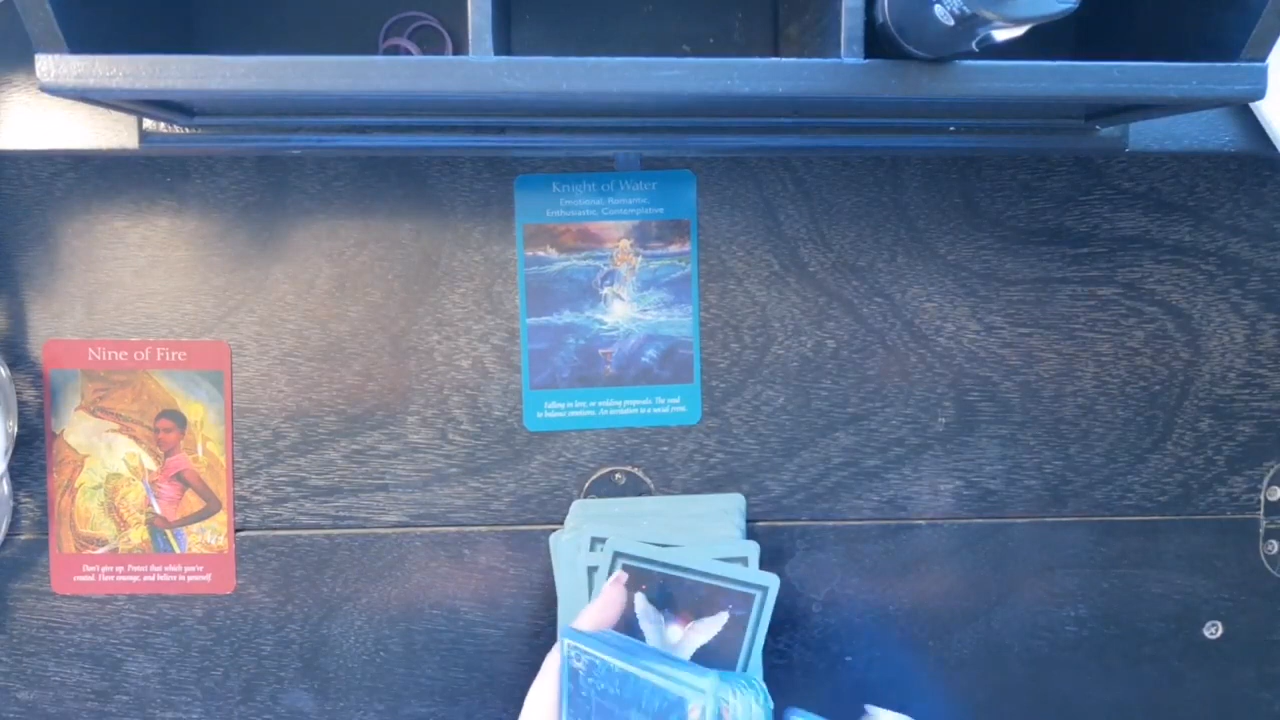 Knight of Water
Emotional, Romantic,
Enthusiastic, Contemplative
Falling in love, or wedding proposals. The need
to balance emotions. An invitation to a social event.
Nine of Fire
Don't give up. Protect that which you've
created. Have courage, and believe in yourself